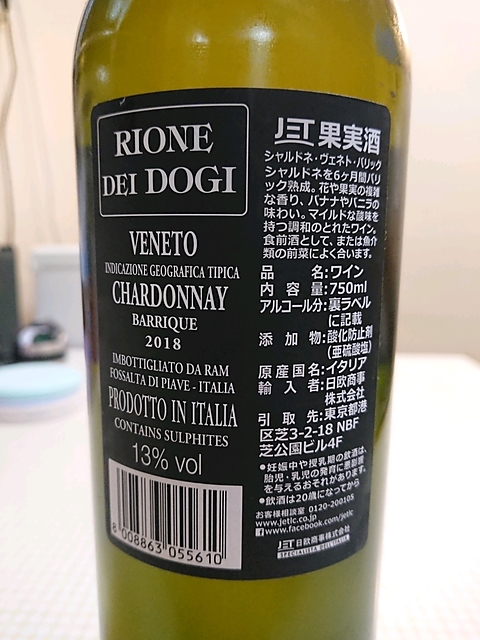 RIONE
DEI DOGI
VENETO
INDICAZIONE GEOGRAFICA TIPICA
CHARDONNAY
BARRIQUE
2018
IMBOTTIGLIATO DA RAM
FOSSALTA DI PIAVE - ITALIA
PRODOTTO IN ITALIA
CONTAINS SULPHITES
13% vol
8 008863 055610
JET 果実酒
シャルドネ・ヴェネト・バリック
シャルドネを6ヶ月間バリ
ック熟成。花や果実の複雑
な香り、バナナやバニラの
味わい。マイルドな酸味を
持つ調和のとれたワイン。
食前酒として、または魚介
類の前菜によく合います。
品名:ワイン
内容量:750ml
アルコール分:裏ラベル
に記載
添加物:酸化防止剤
(亜硫酸塩)
原産国名:イタリア
輸入者:日欧商事
株式会社
引取先:東京都港
区芝3-2-18 NBF
芝公園ビル4F
●妊娠中や授乳期の飲酒は、
胎児・乳児の発育に悪影響
を与えるおそれがあります。
●飲酒は20歳になってから
お客様相談室 0120-200105
www.jetlc.co.jp
www.facebook.com/jetlc
JET 日欧商事株式会社
SPECIALISTA DELL'ITALIA